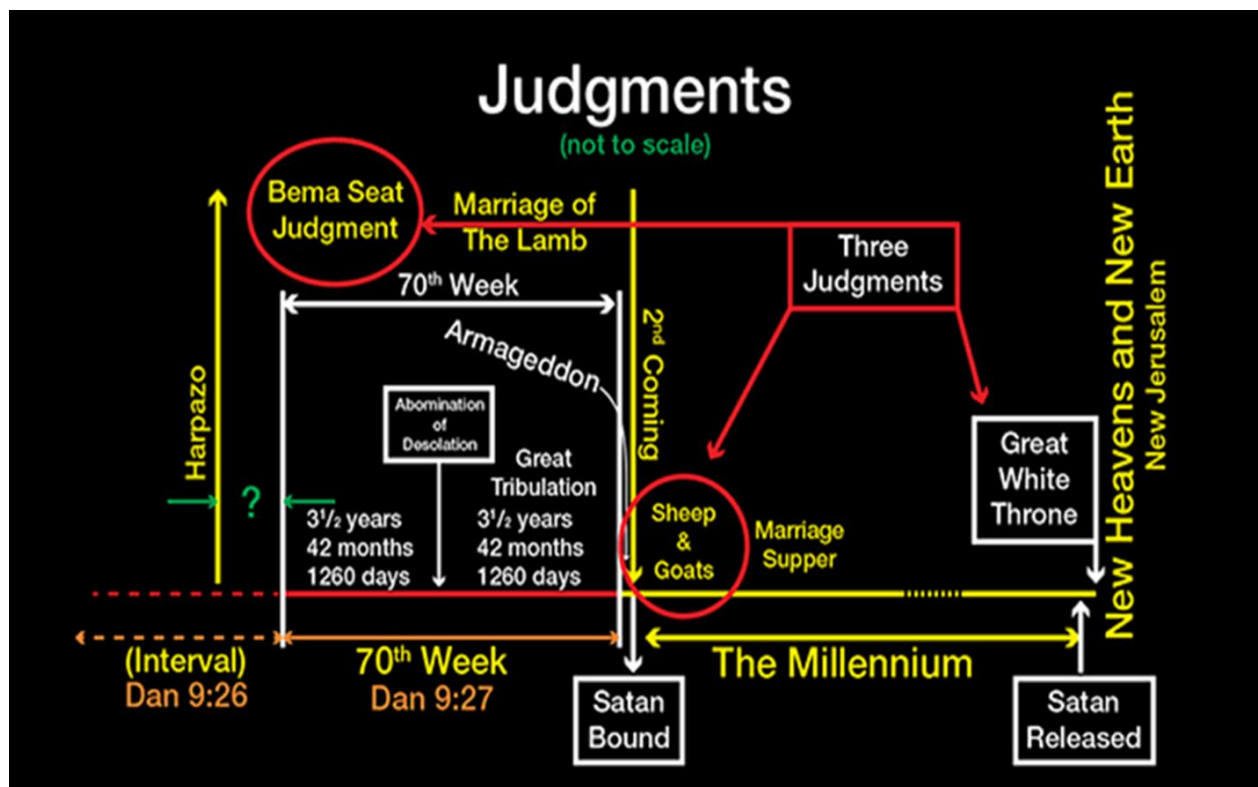 Judgments
(not to scale)
Bema Seat
Judgment
Marriage of
The Lamb
Three
Judgments
70th Week
Armageddon
2nd Coming
Harpazo
?
Abomination
of
Desolation
Great
Tribulation
3½ years
42 months
1260 days
3½ years
42 months
1260 days
Sheep
&
Goats
Marriage
Supper
Great
White
Throne
New Heavens and New Earth
New Jerusalem
(Interval)
Dan 9:26
70th Week
Dan 9:27
The Millennium
Satan
Bound
Satan
Released